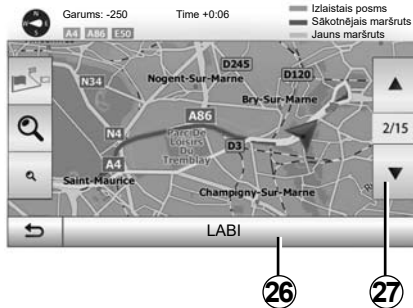 N
Garums: -250 Time +0:06
A4 A86 E50
Izlaistais posms
Sākotnējais maršruts
Jauns maršruts
D245
N34
Nogent-Sur-Marne
D120
Bry-Sur-Marne
A86
2/15
N4
Parc De
Loisirs
Du
Tremblay
D3
A4
Saint-Maurice
Champigny-Sur-Marne
LABI
26 27